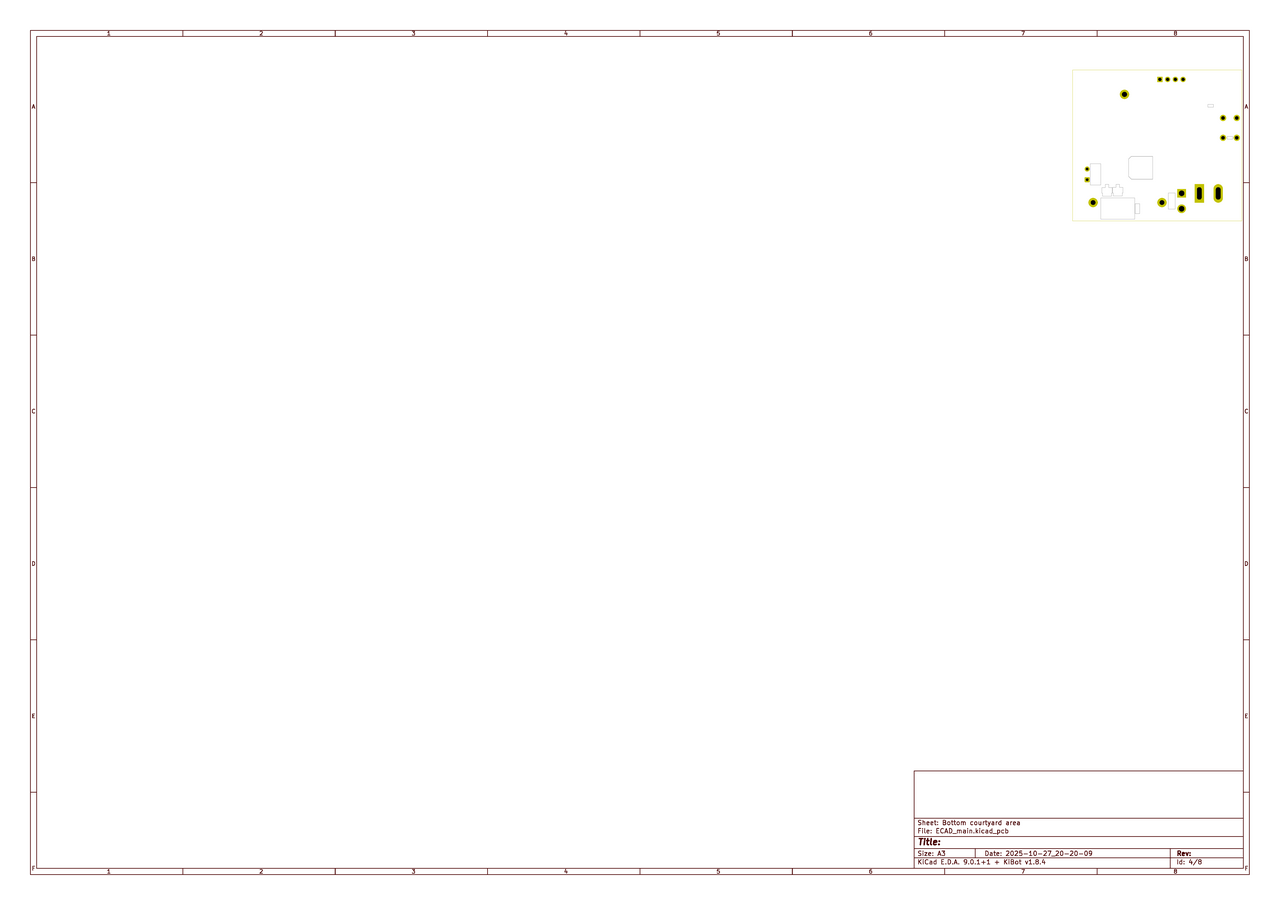 1 2 3 4 5 6 7 8
A A
B B
C C
D D
E E
F F
Sheet: Bottom courtyard area
File: ECAD_main.kicad_pcb
Title:
Size: A3 Date: 2025-10-27_20-20-09 Rev:
KiCad E.D.A. 9.0.1+1 + KiBot v1.8.4 Id: 4/8
1 2 3 4 5 6 7 8